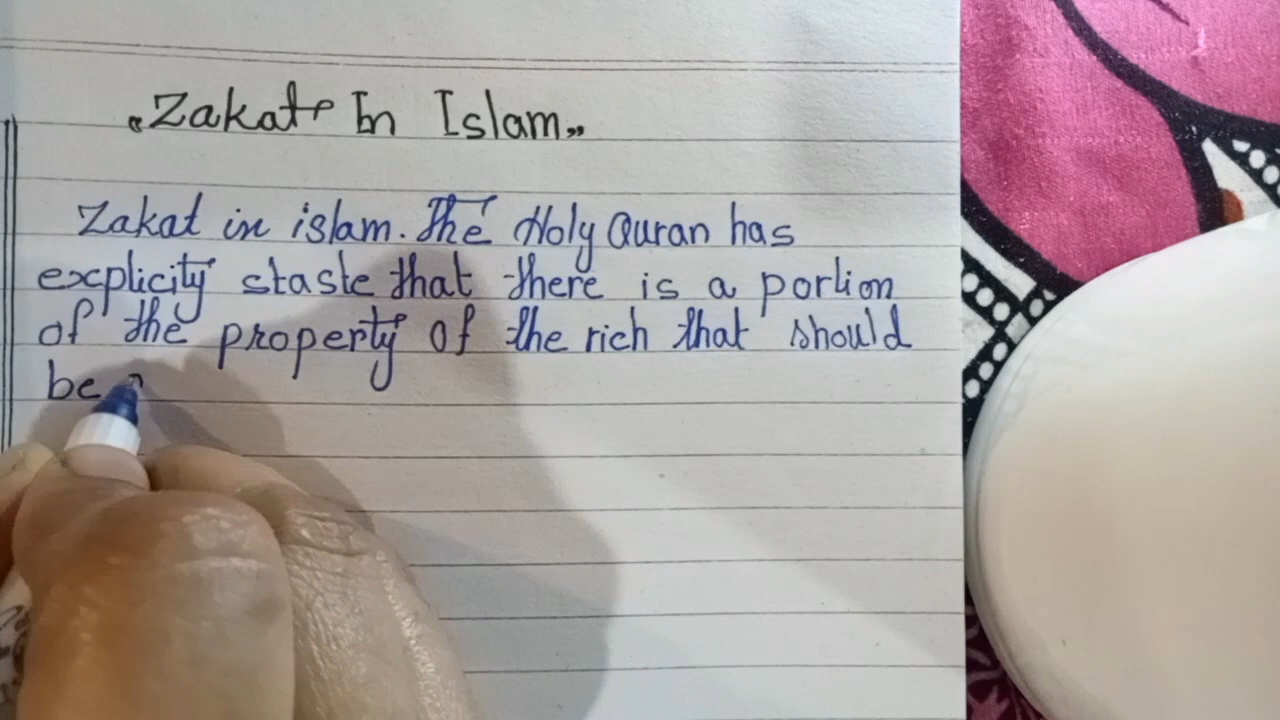 "Zakat In Islam"
Zakat in islam. The Holy Quran has
explicity staste that there is a portion
of the property of the rich that should
be